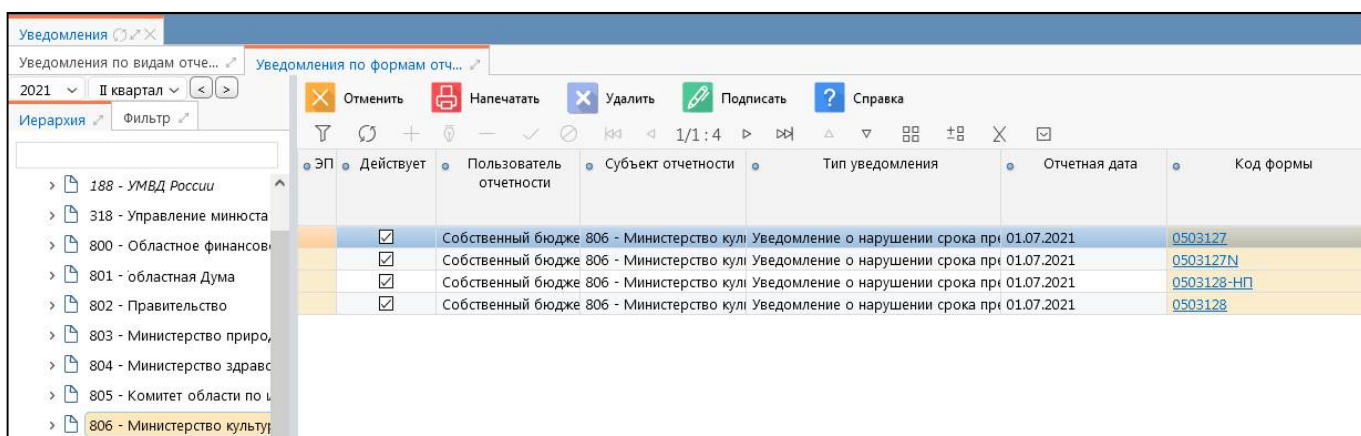 Уведомления
Уведомления по видам отче... Уведомления по формам отч...
2021 II квартал < >
Отменить Напечатать Удалить Подписать ? Справка
Иерархия Фильтр
1/1 : 4
ЭП Действует Пользователь отчетности Субъект отчетности Тип уведомления Отчетная дата Код формы
188 - УМВД России
318 - Управление минюста
800 - Областное финансов
801 - областная Дума
802 - Правительство
803 - Министерство приро
804 - Министерство здрав
805 - Комитет области по
806 - Министерство культу
Собственный бюдже 806 - Министерство кул Уведомление о нарушении срока пре 01.07.2021 0503127
Собственный бюдже 806 - Министерство кул Уведомление о нарушении срока пре 01.07.2021 0503127N
Собственный бюдже 806 - Министерство кул Уведомление о нарушении срока пре 01.07.2021 0503128-НП
Собственный бюдже 806 - Министерство кул Уведомление о нарушении срока пре 01.07.2021 0503128